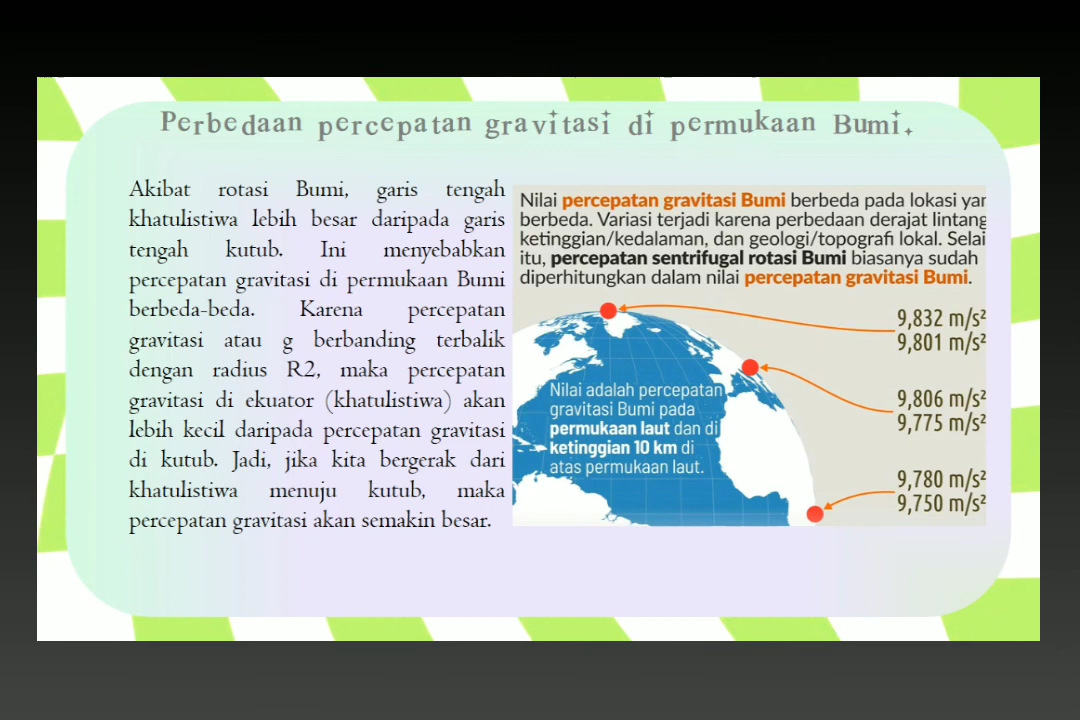 Perbedaan percepatan gravitasi di permukaan Bumi.
Akibat rotasi Bumi, garis tengah
khatulistiwa lebih besar daripada garis
tengah kutub. Ini menyebabkan
percepatan gravitasi di permukaan Bumi
berbeda-beda. Karena percepatan
gravitasi atau g berbanding terbalik
dengan radius R2, maka percepatan
gravitasi di ekuator (khatulistiwa) akan
lebih kecil daripada percepatan gravitasi
di kutub. Jadi, jika kita bergerak dari
khatulistiwa menuju kutub, maka
percepatan gravitasi akan semakin besar.
Nilai percepatan gravitasi Bumi berbeda pada lokasi
berbeda. Variasi terjadi karena perbedaan derajat lintang
ketinggian/kedalaman, dan geologi/topografi lokal. Selai
itu, percepatan sentrifugal rotasi Bumi biasanya sudah
diperhitungkan dalam nilai percepatan gravitasi Bumi.
9,832 m/s²
9,801 m/s²
Nilai adalah percepatan
gravitasi Bumi pada
permukaan laut dan di
ketinggian 10 km di
atas permukaan laut.
9,806 m/s²
9,775 m/s²
9,780 m/s²
9,750 m/s²